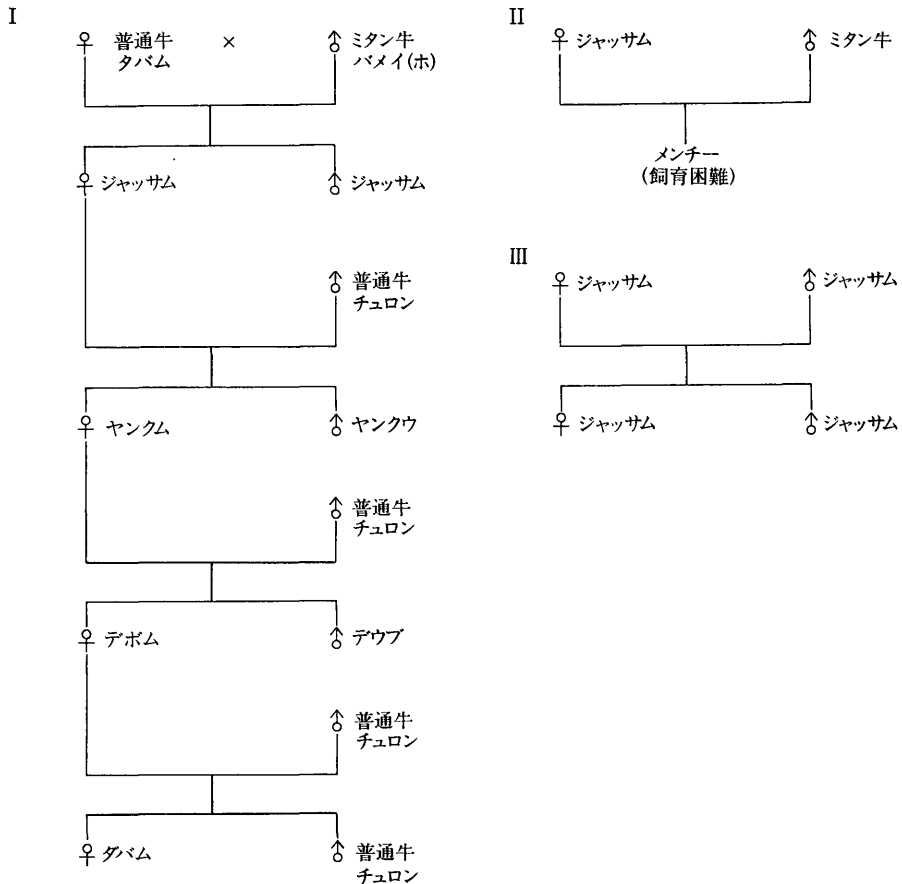 I
♀ 普通牛 × ♂ ミタン牛
タバム バメイ(ホ)
♀ ジャッサム ♂ ジャッサム
♂ 普通牛
チュロン
♀ ヤンクム ♂ ヤンクウ
♂ 普通牛
チュロン
♀ デボム ♂ デウブ
♂ 普通牛
チュロン
♀ダバム ♂ 普通牛
チュロン
II
♀ ジャッサム ♂ ミタン牛
メンチー
(飼育困難)
III
♀ ジャッサム ♂ ジャッサム
♀ ジャッサム ♂ ジャッサム